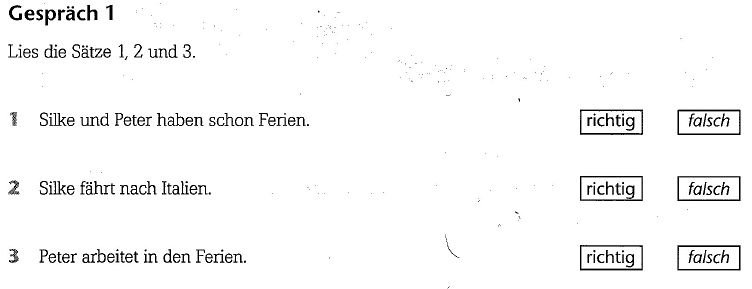 Gespräch 1
Lies die Sätze 1, 2 und 3.
1 Silke und Peter haben schon Ferien. richtig falsch
2 Silke fährt nach Italien. richtig falsch
3 Peter arbeitet in den Ferien. richtig falsch